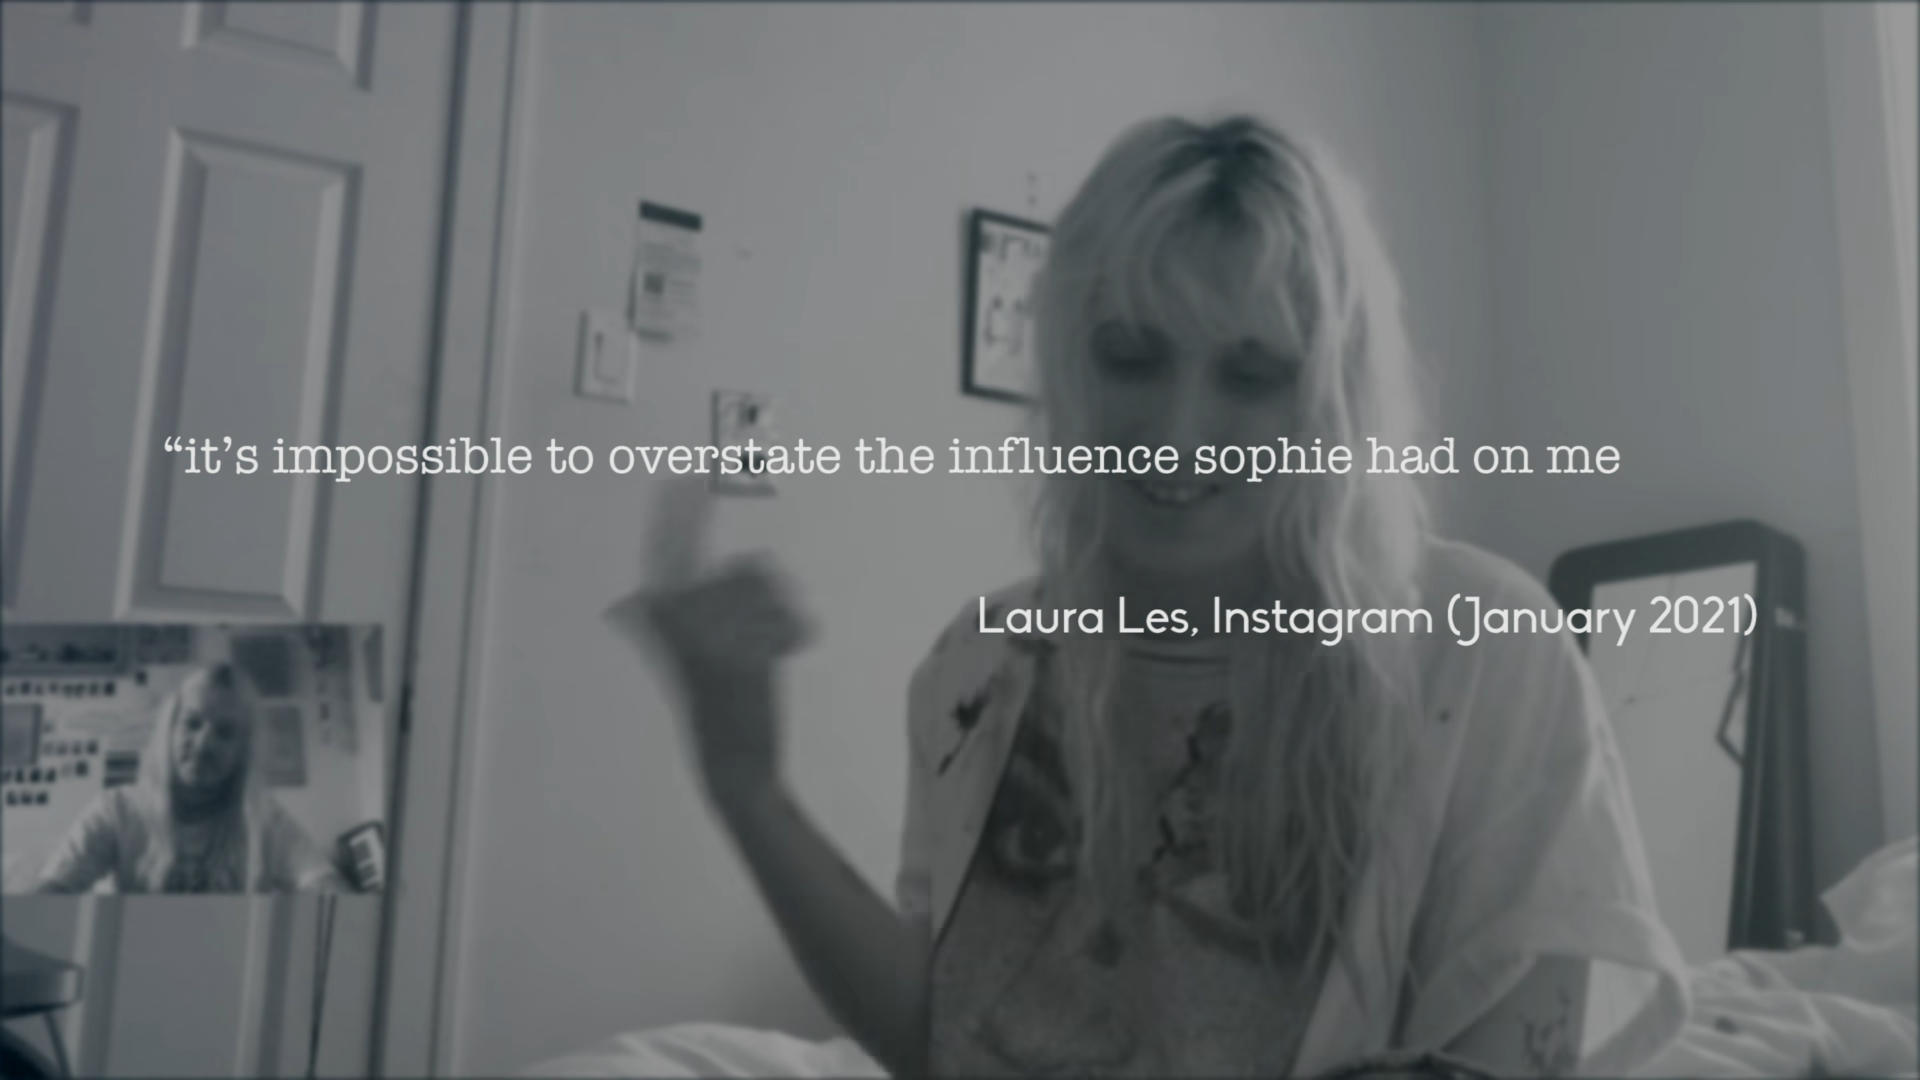 “it’s impossible to overstate the influence sophie had on me
Laura Les, Instagram (January 2021)